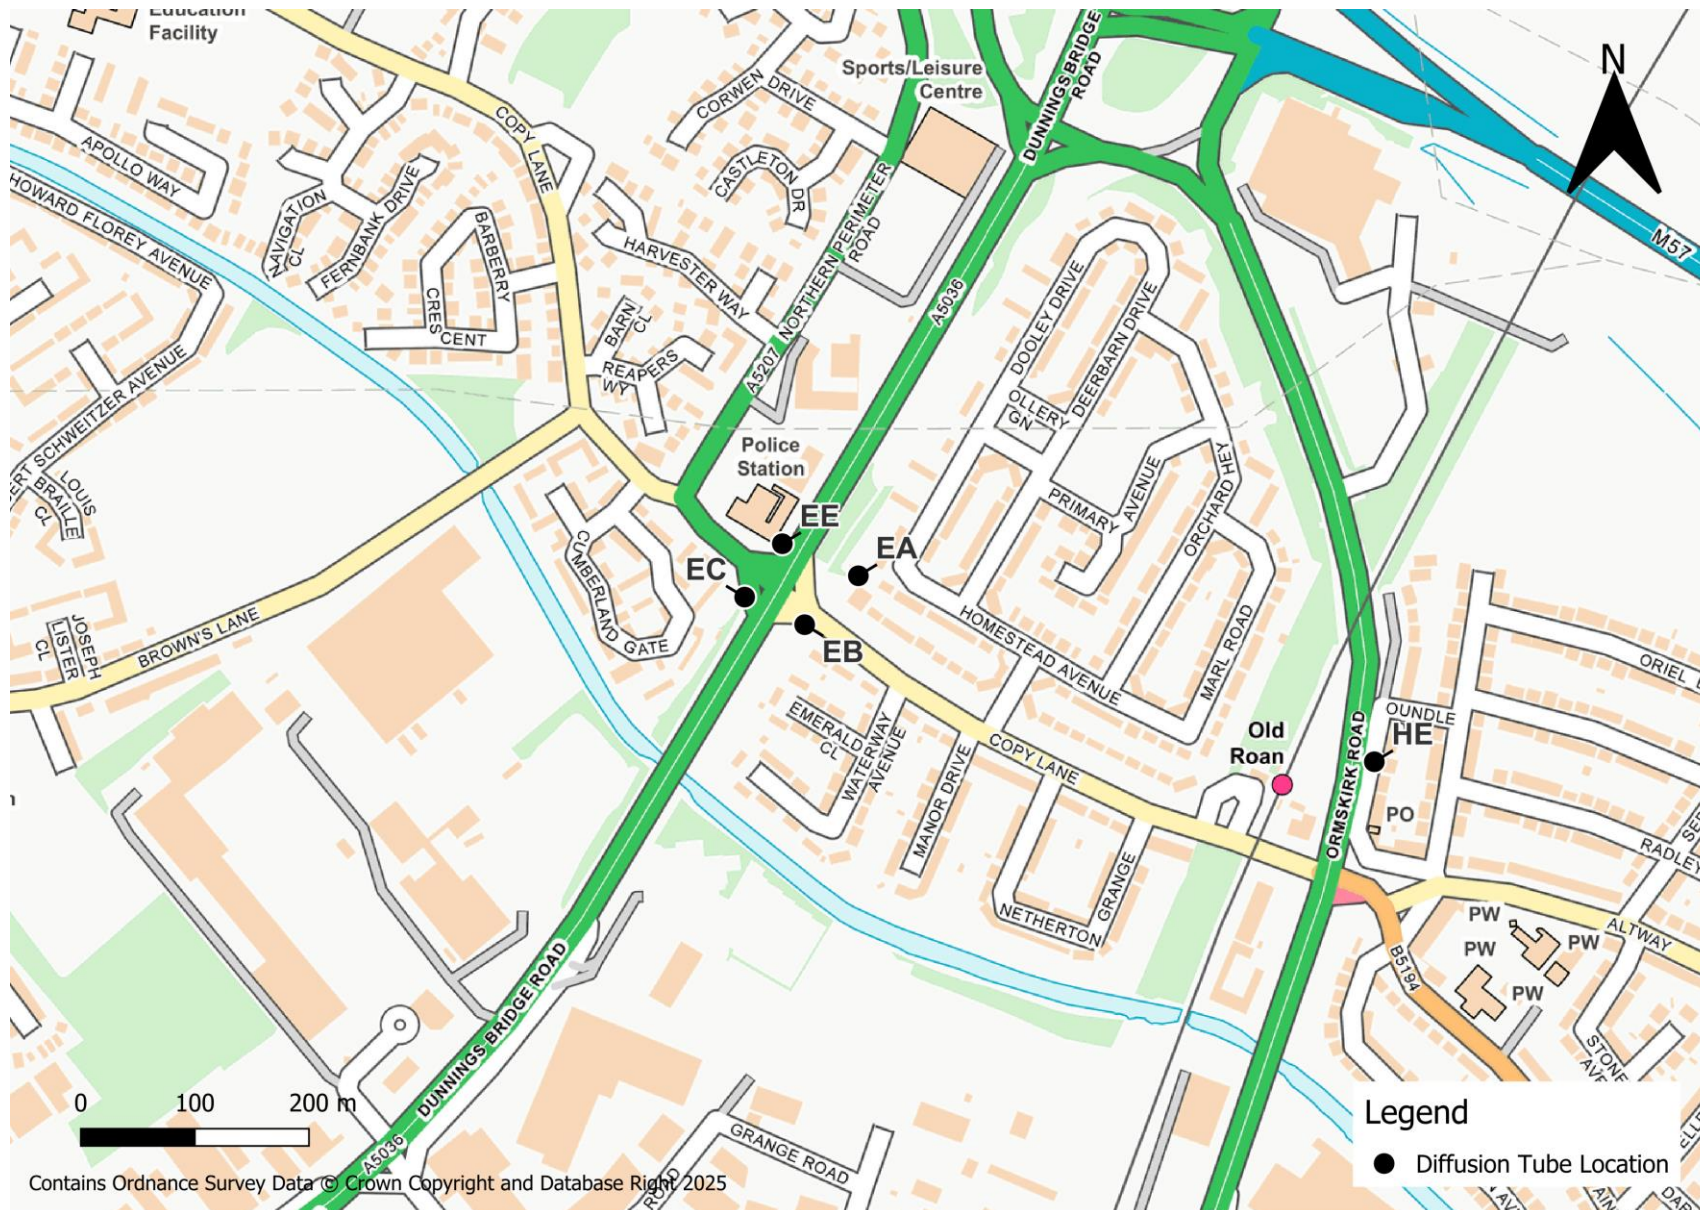 Education
Facility
Sports/Leisure
Centre
DUNNINGS BRIDGE
ROAD
N
CORWEN DRIVE
COPY LANE
APOLLO WAY
CASTLETON DR
HOWARD FLOREY AVENUE
NAVIGATION
CL
FERNBANK DRIVE
BARBERRY
CRES
CENT
HARVESTER WAY
A5207 NORTHERN PERIMETER
ROAD
M57
A5036
BARN
CL
REAPERS
WY
DOOLEY DRIVE
DEERBARN DRIVE
OLLERY
GN
ERT SCHWEITZER AVENUE
LOUIS
BRAILLE
CL
Police
Station
PRIMARY
AVENUE
ORCHARD HEY
EE
EA
EC
EB
CUMBERLAND GATE
HOMESTEAD AVENUE
MARL ROAD
JOSEPH
LISTER
CL
BROWN'S LANE
ORIEL
EMERALD
CL
WATERWAY
AVENUE
MANOR DRIVE
COPY LANE
Old
Roan
OUNDLE
HE
ORMSKIRK ROAD
PO
RADLEY
NETHERTON
GRANGE
PW
PW
PW
PW
ALTWAY
B5194
DUNNINGS BRIDGE ROAD
STONE
AVE
0 100 200 m
A5036
GRANGE ROAD
ROAD
Legend
Diffusion Tube Location
Contains Ordnance Survey Data © Crown Copyright and Database Right 2025